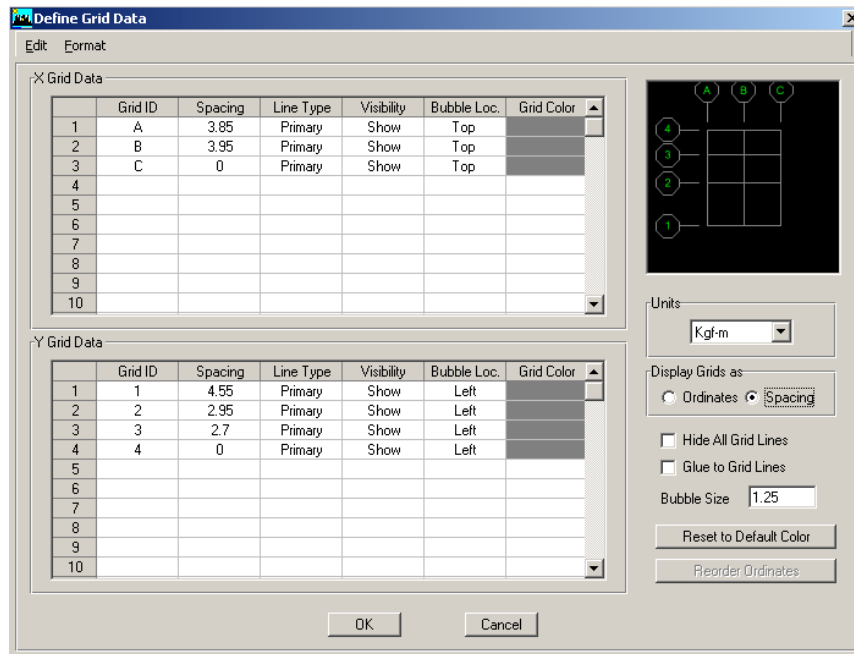 Define Grid Data
Edit Format
X Grid Data
Grid ID Spacing Line Type Visibility Bubble Loc. Grid Color
1 A 3.85 Primary Show Top
2 B 3.95 Primary Show Top
3 C 0 Primary Show Top
4
5
6
7
8
9
10
Y Grid Data
Grid ID Spacing Line Type Visibility Bubble Loc. Grid Color
1 1 4.55 Primary Show Left
2 2 2.95 Primary Show Left
3 3 2.7 Primary Show Left
4 4 0 Primary Show Left
5
6
7
8
9
10
A B C
4
3
2
1
Units
Kgf-m
Display Grids as
Ordinates Spacing
Hide All Grid Lines
Glue to Grid Lines
Bubble Size 1.25
Reset to Default Color
Reorder Ordinates
OK Cancel